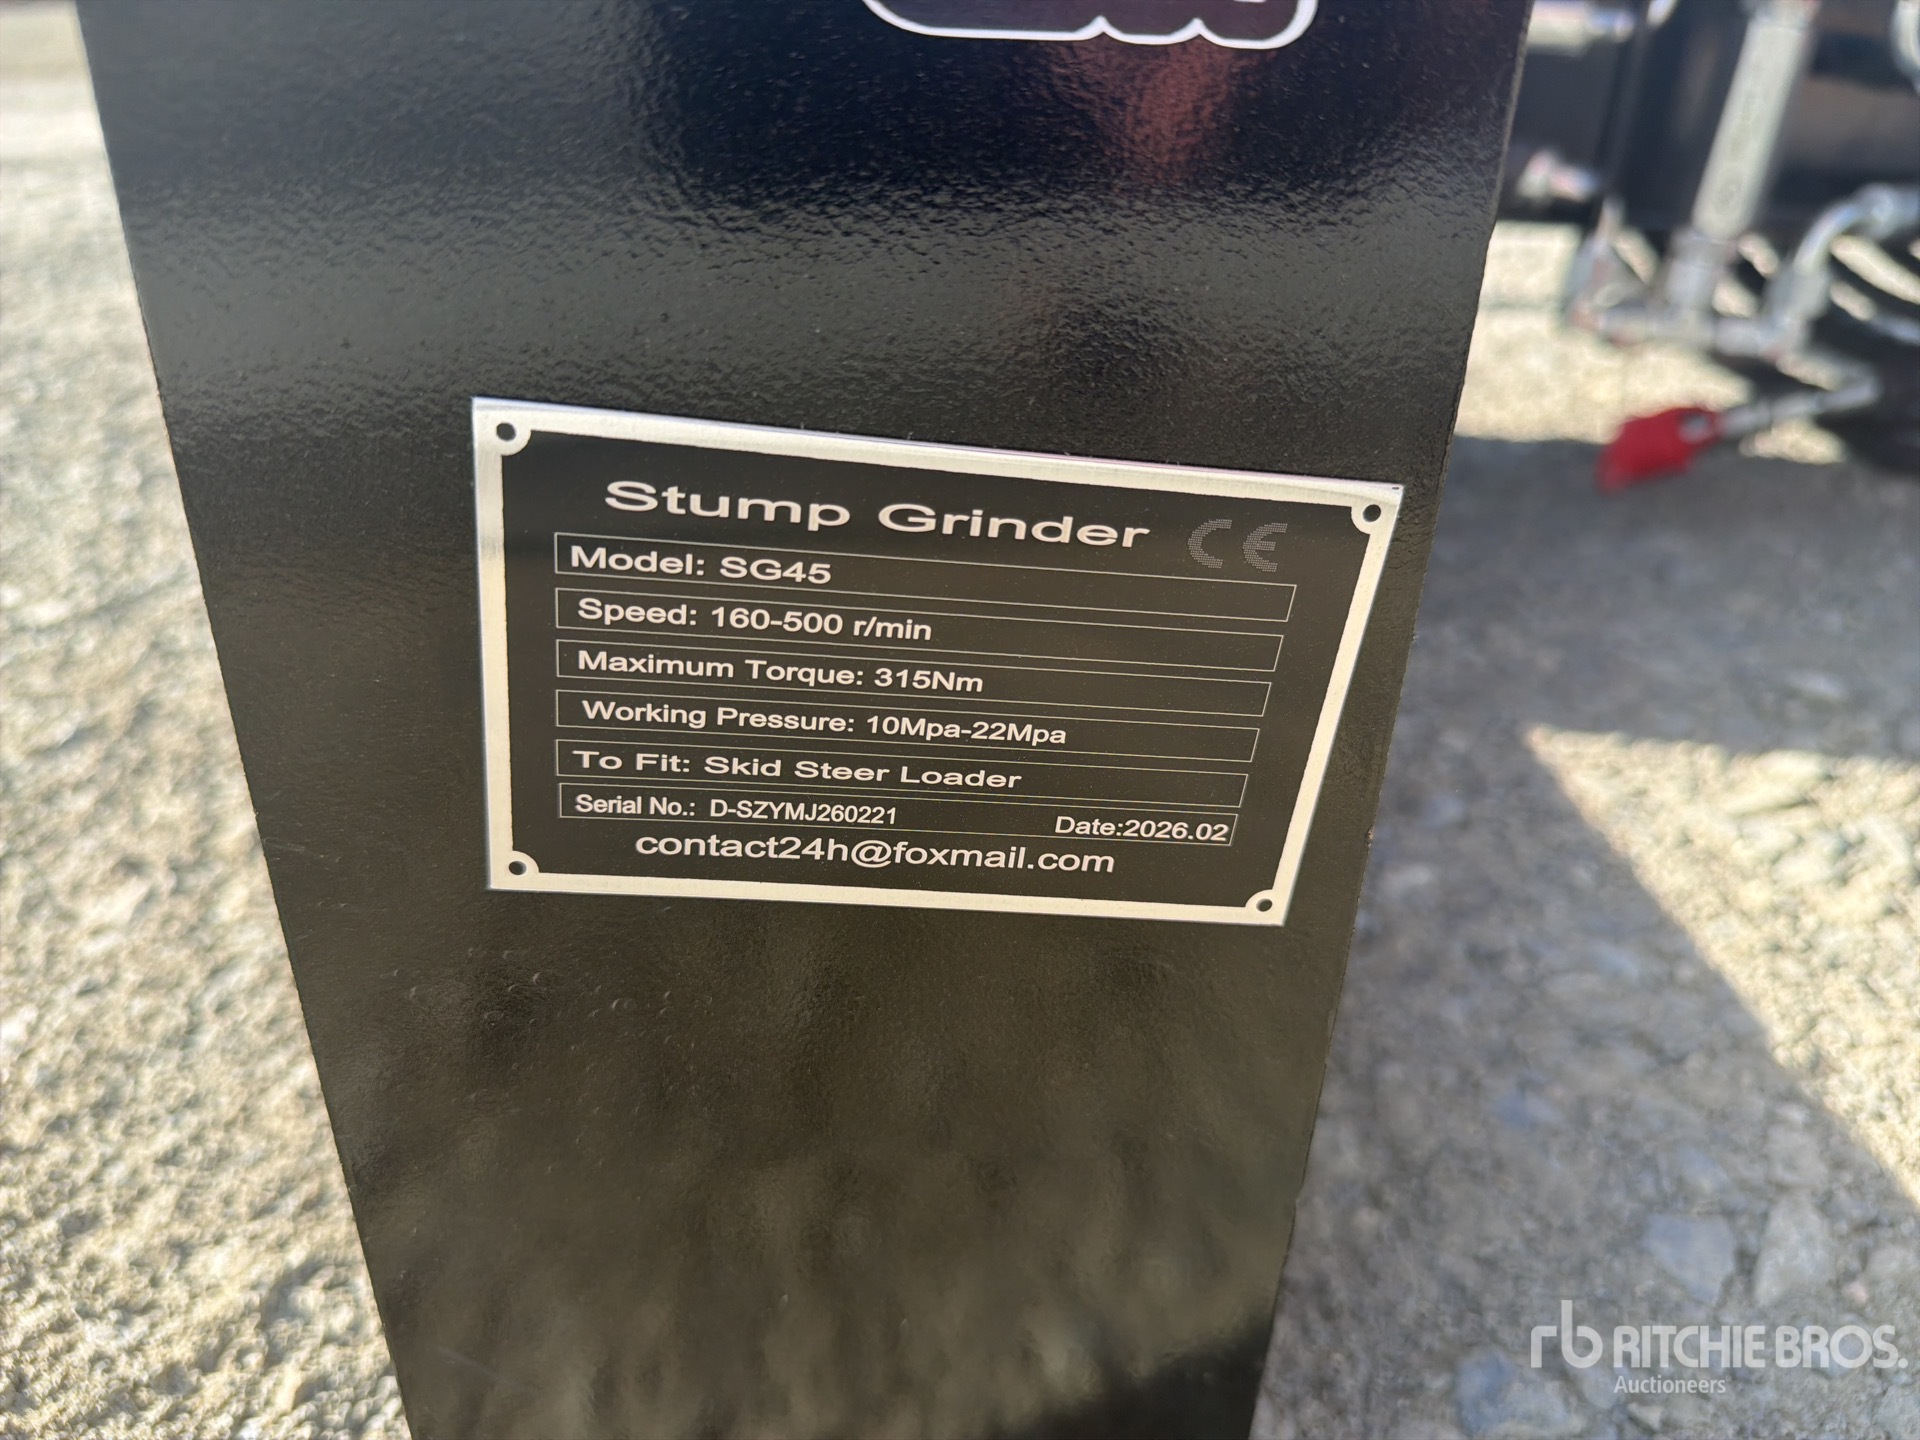 Stump Grinder CE
Model: SG45
Speed: 160-500 r/min
Maximum Torque: 315Nm
Working Pressure: 10Mpa-22Mpa
To Fit: Skid Steer Loader
Serial No.: D-SZYMJ260221 Date:2026.02
contact24h@foxmail.com
rb RITCHIE BROS.
Auctioneers